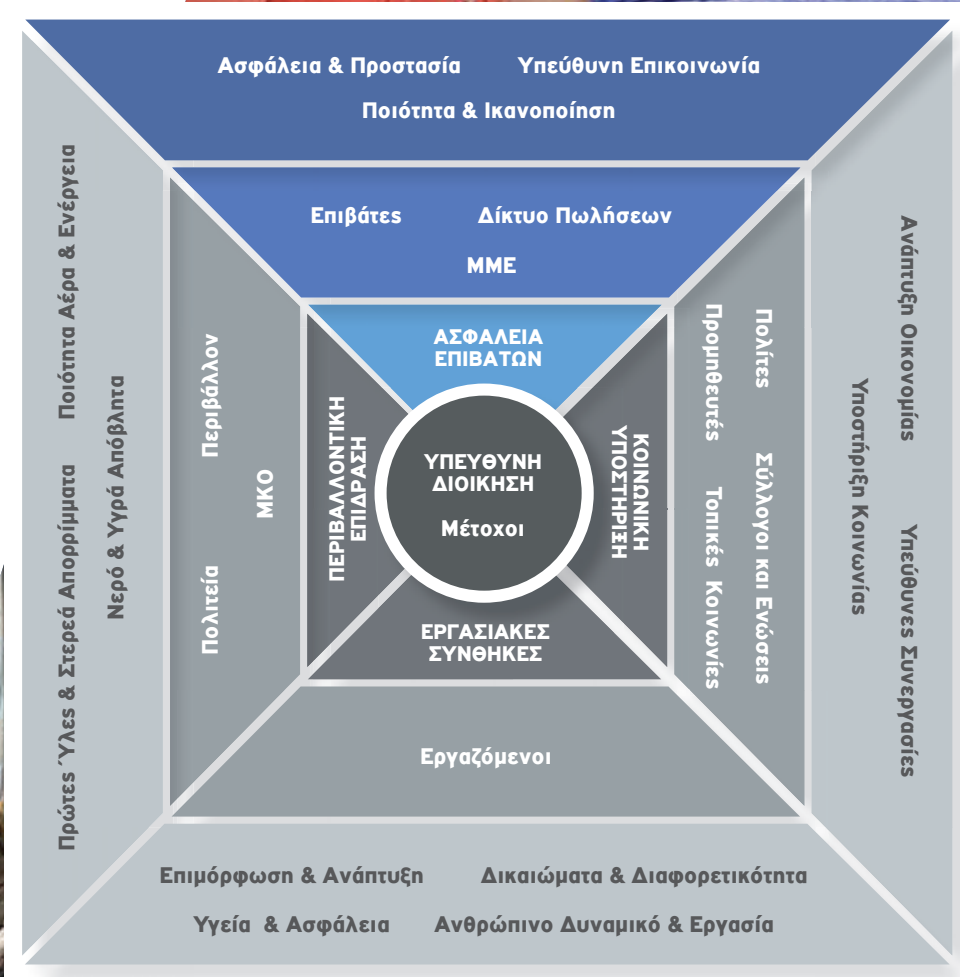 Ασφάλεια & Προστασία
Υπεύθυνη Επικοινωνία
Ποιότητα & Ικανοποίηση
Επιβάτες
Δίκτυο Πωλήσεων
ΜΜΕ
ΑΣΦΑΛΕΙΑ
ΕΠΙΒΑΤΩΝ
Πρώτες Ύλες & Στερεά Απορρίμματα
Ποιότητα Αέρα & Ενέργεια
Νερό & Υγρά Απόβλητα
Πολιτεία
Περιβάλλον
ΜΚΟ
ΠΕΡΙΒΑΛΛΟΝΤΙΚΗ
ΕΠΙΔΡΑΣΗ
ΥΠΕΥΘΥΝΗ
ΔΙΟΙΚΗΣΗ
Μέτοχοι
ΚΟΙΝΩΝΙΚΗ
ΥΠΟΣΤΗΡΙΞΗ
Πολίτες
Σύλλογοι και Ενώσεις
Προμηθευτές
Τοπικές Κοινωνίες
Ανάπτυξη Οικονομίας
Υπεύθυνες Συνεργασίες
Υποστήριξη Κοινωνίας
ΕΡΓΑΣΙΑΚΕΣ
ΣΥΝΘΗΚΕΣ
Εργαζόμενοι
Επιμόρφωση & Ανάπτυξη
Δικαιώματα & Διαφορετικότητα
Υγεία & Ασφάλεια
Ανθρώπινο Δυναμικό & Εργασία